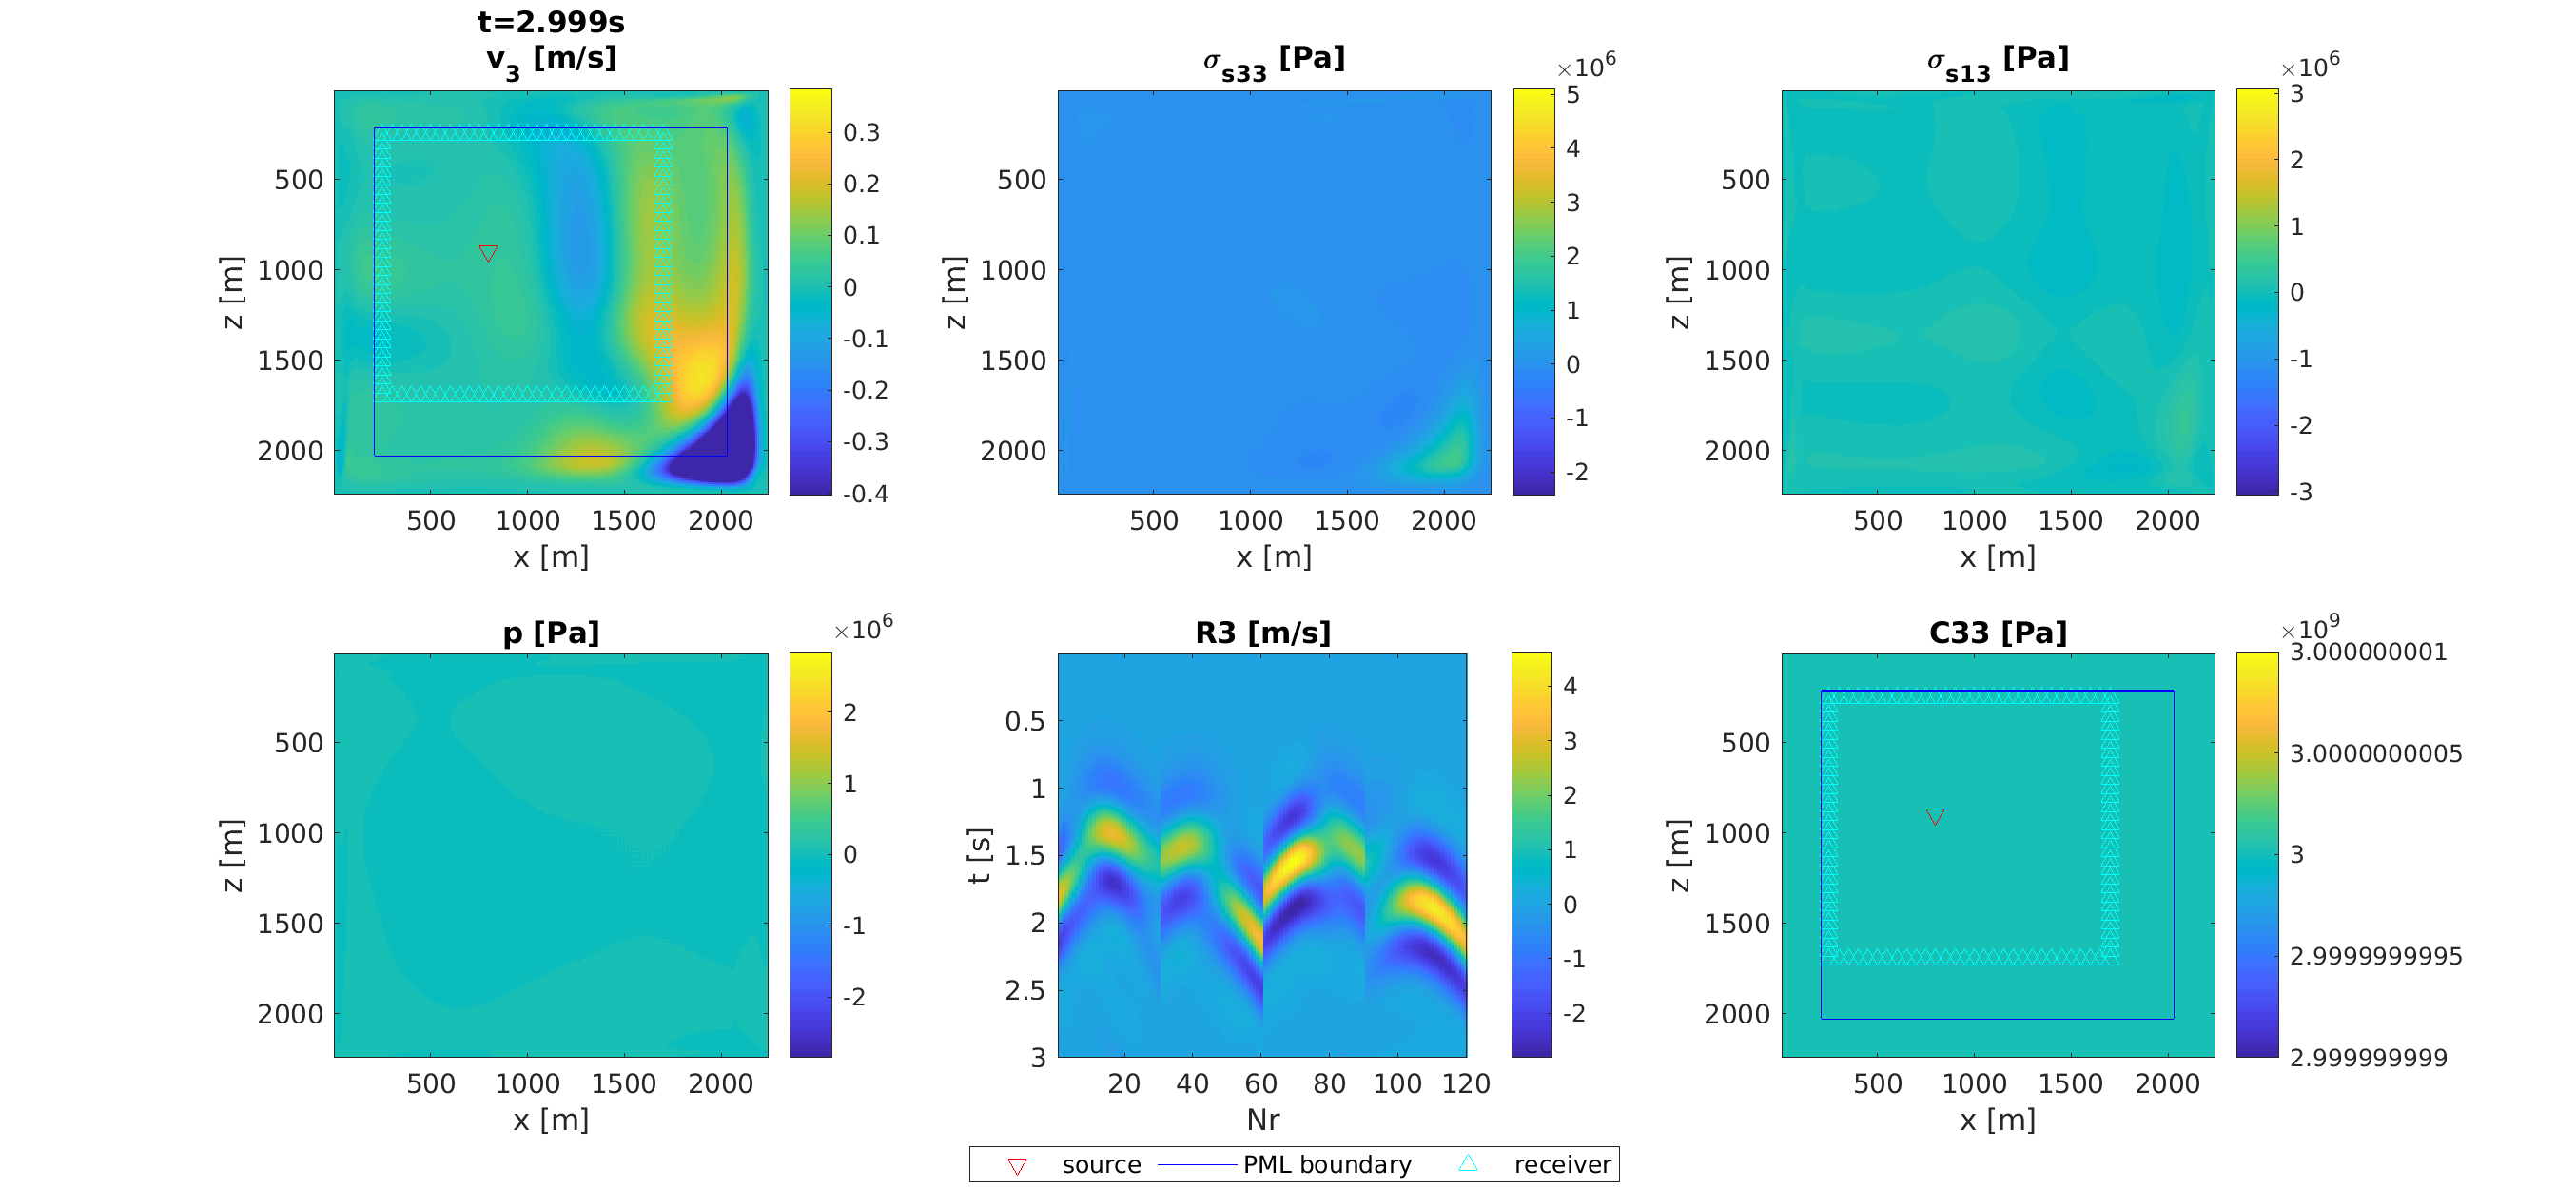 t=2.999s
v3 [m/s]
500
1000
1500
2000
z [m]
500 1000 1500 2000
x [m]
0.3
0.2
0.1
0
-0.1
-0.2
-0.3
-0.4
σs33 [Pa]
×10^6
500
1000
1500
2000
z [m]
500 1000 1500 2000
x [m]
5
4
3
2
1
0
-1
-2
σs13 [Pa]
×10^6
500
1000
1500
2000
z [m]
500 1000 1500 2000
x [m]
3
2
1
0
-1
-2
-3
p [Pa]
×10^6
500
1000
1500
2000
z [m]
500 1000 1500 2000
x [m]
2
1
0
-1
-2
R3 [m/s]
0.5
1
1.5
2
2.5
3
t [s]
20 40 60 80 100 120
Nr
4
3
2
1
0
-1
-2
C33 [Pa]
×10^9
500
1000
1500
2000
z [m]
500 1000 1500 2000
x [m]
3.000000001
3.0000000005
3
2.9999999995
2.999999999
source PML boundary receiver